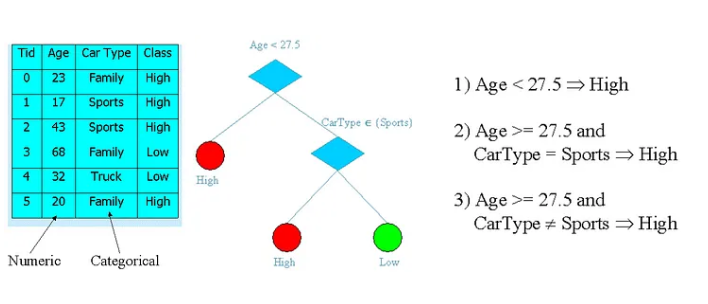 Tid Age Car Type Class
0 23 Family High
1 17 Sports High
2 43 Sports High
3 68 Family Low
4 32 Truck Low
5 20 Family High
Numeric Categorical
Age < 27.5
CarType ∈ {Sports}
High
High Low
1) Age < 27.5 ⇒ High
2) Age >= 27.5 and
CarType = Sports ⇒ High
3) Age >= 27.5 and
CarType ≠ Sports ⇒ High